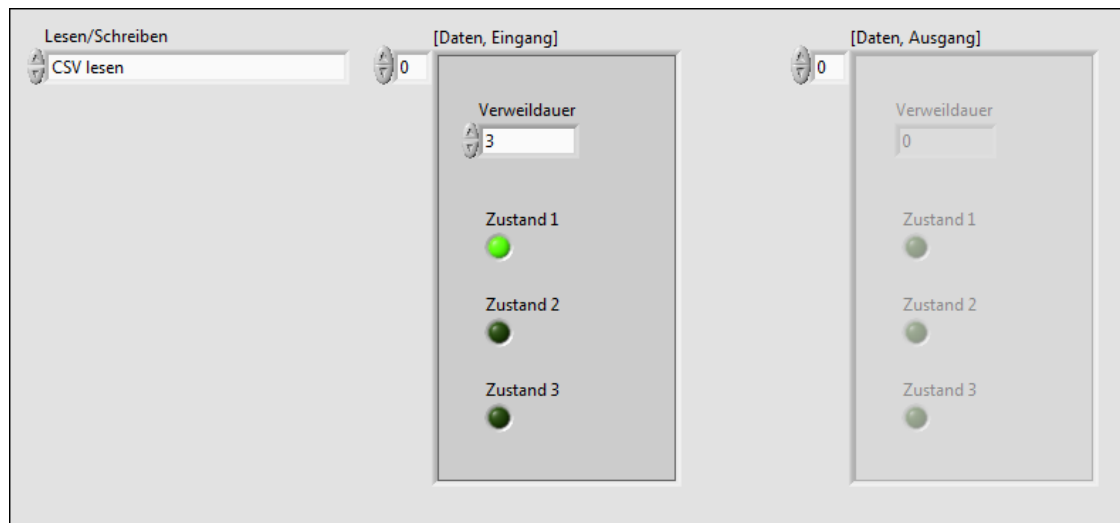 Lesen/Schreiben
CSV lesen
[Daten, Eingang]
0
Verweildauer
3
Zustand 1
Zustand 2
Zustand 3
[Daten, Ausgang]
0
Verweildauer
0
Zustand 1
Zustand 2
Zustand 3